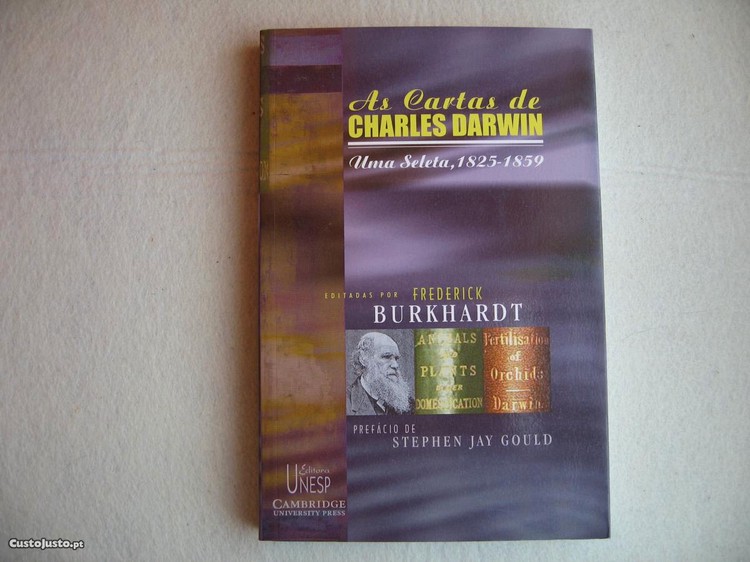 As Cartas de
CHARLES DARWIN
Uma Seleta, 1825-1859
EDITADAS POR FREDERICK
BURKHARDT
ANIMALS
AND
PLANTS
UNDER
DOMESTICATION
Fertilisation
of
Orchids
Darwin
PREFÁCIO DE
STEPHEN JAY GOULD
Editora
UNESP
CAMBRIDGE
UNIVERSITY PRESS
CustoJusto.pt